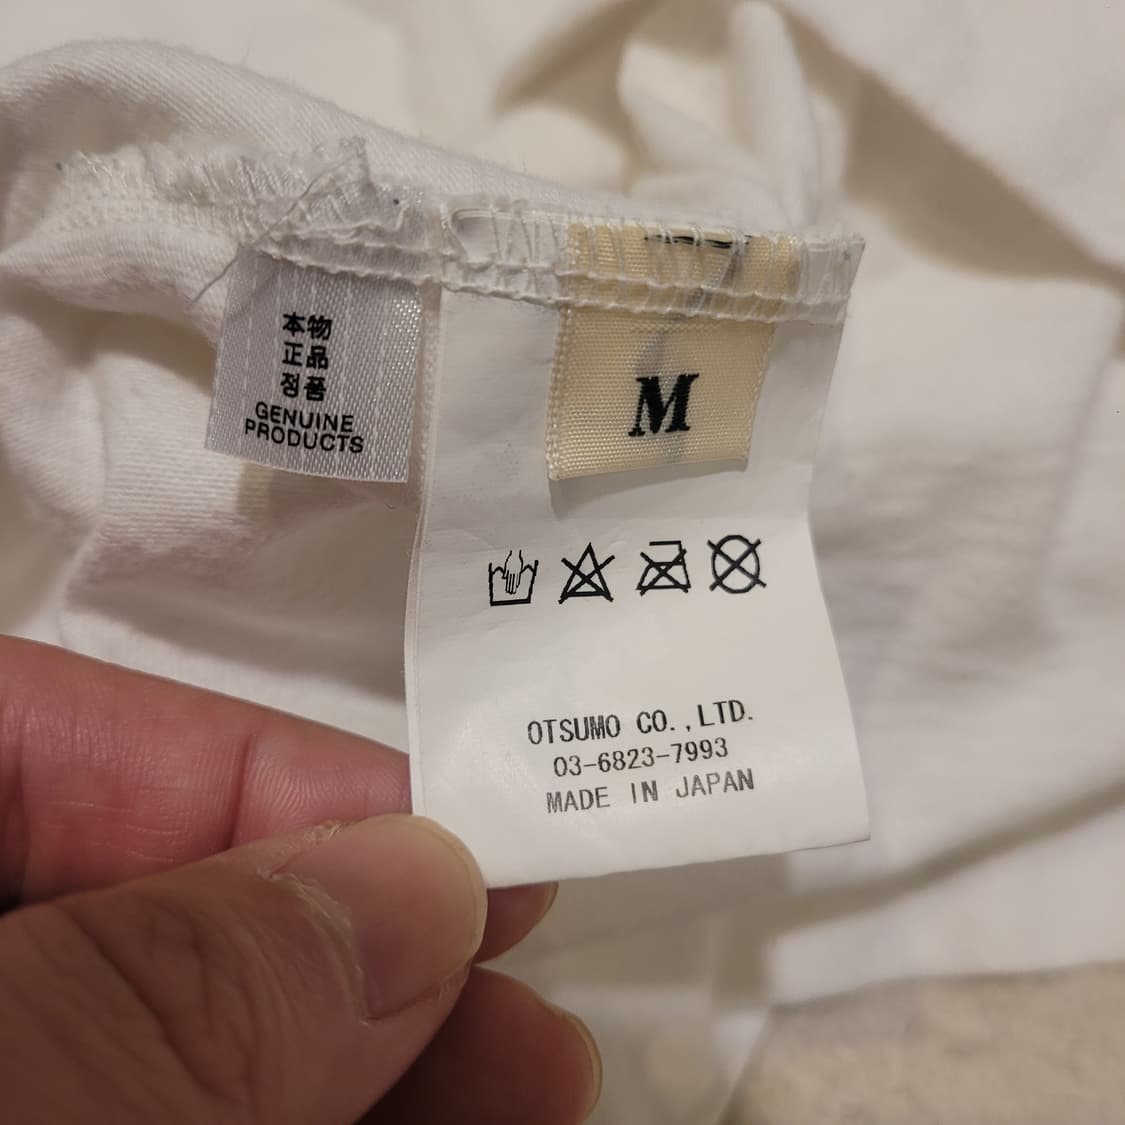 本物
正品
정품
GENUINE
PRODUCTS
M
OTSUMO CO.,LTD.
03-6823-7993
MADE IN JAPAN